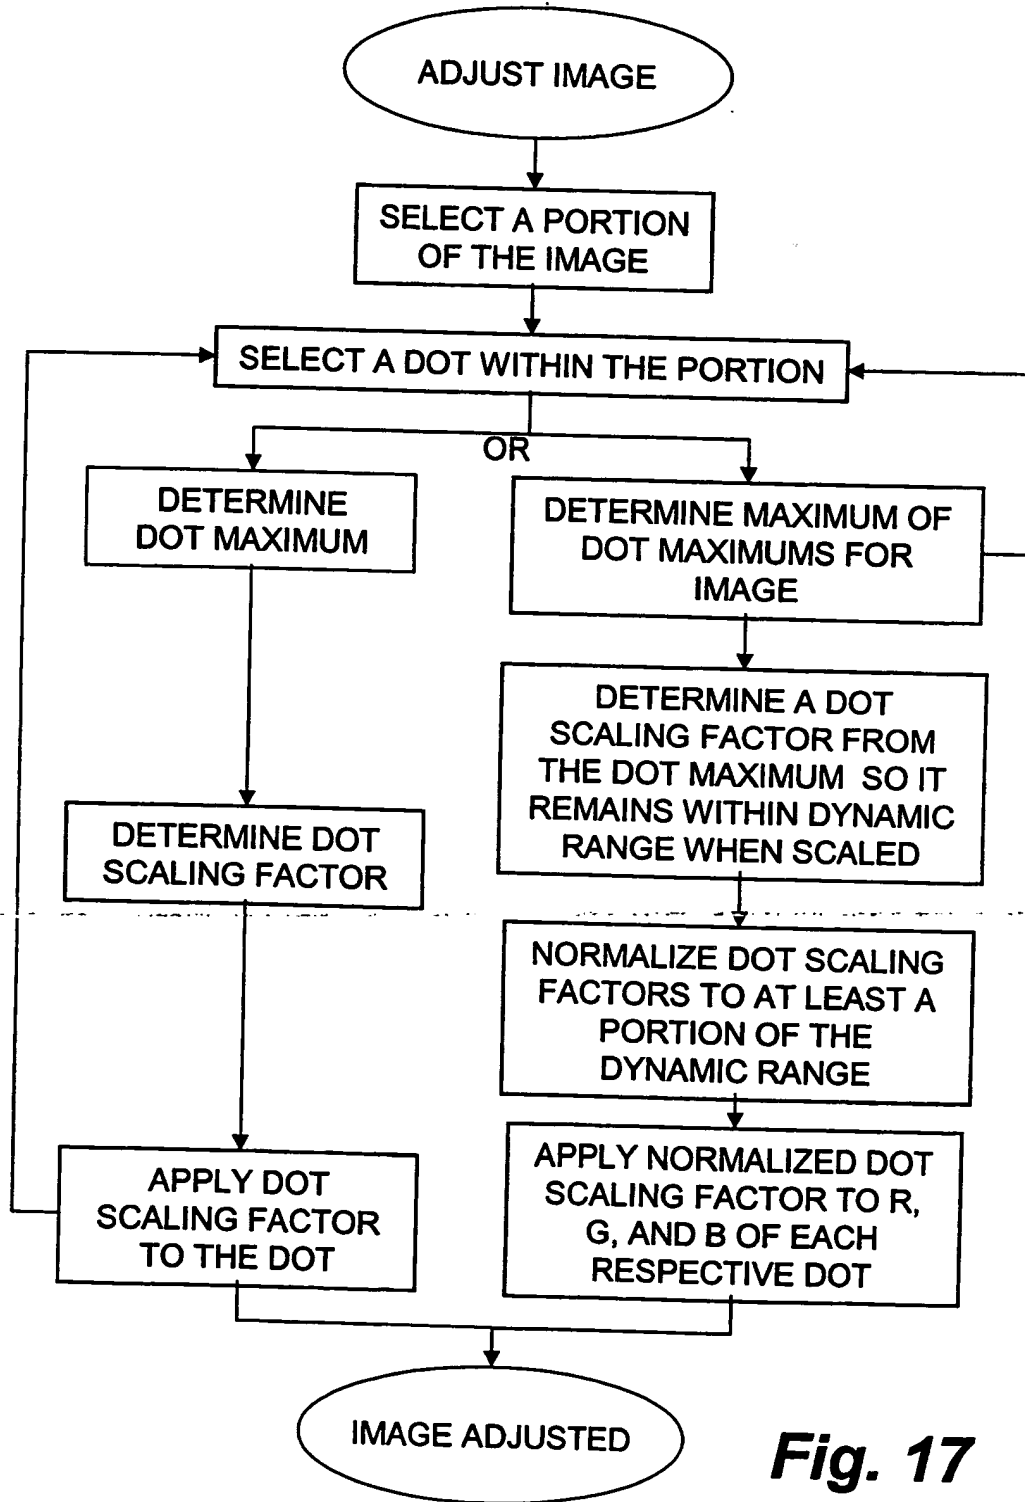 ADJUST IMAGE
SELECT A PORTION
OF THE IMAGE
SELECT A DOT WITHIN THE PORTION
OR
DETERMINE
DOT MAXIMUM
DETERMINE MAXIMUM OF
DOT MAXIMUMS FOR
IMAGE
DETERMINE A DOT
SCALING FACTOR FROM
THE DOT MAXIMUM SO IT
REMAINS WITHIN DYNAMIC
RANGE WHEN SCALED
DETERMINE DOT
SCALING FACTOR
NORMALIZE DOT SCALING
FACTORS TO AT LEAST A
PORTION OF THE
DYNAMIC RANGE
APPLY DOT
SCALING FACTOR
TO THE DOT
APPLY NORMALIZED DOT
SCALING FACTOR TO R,
G, AND B OF EACH
RESPECTIVE DOT
IMAGE ADJUSTED
Fig. 17